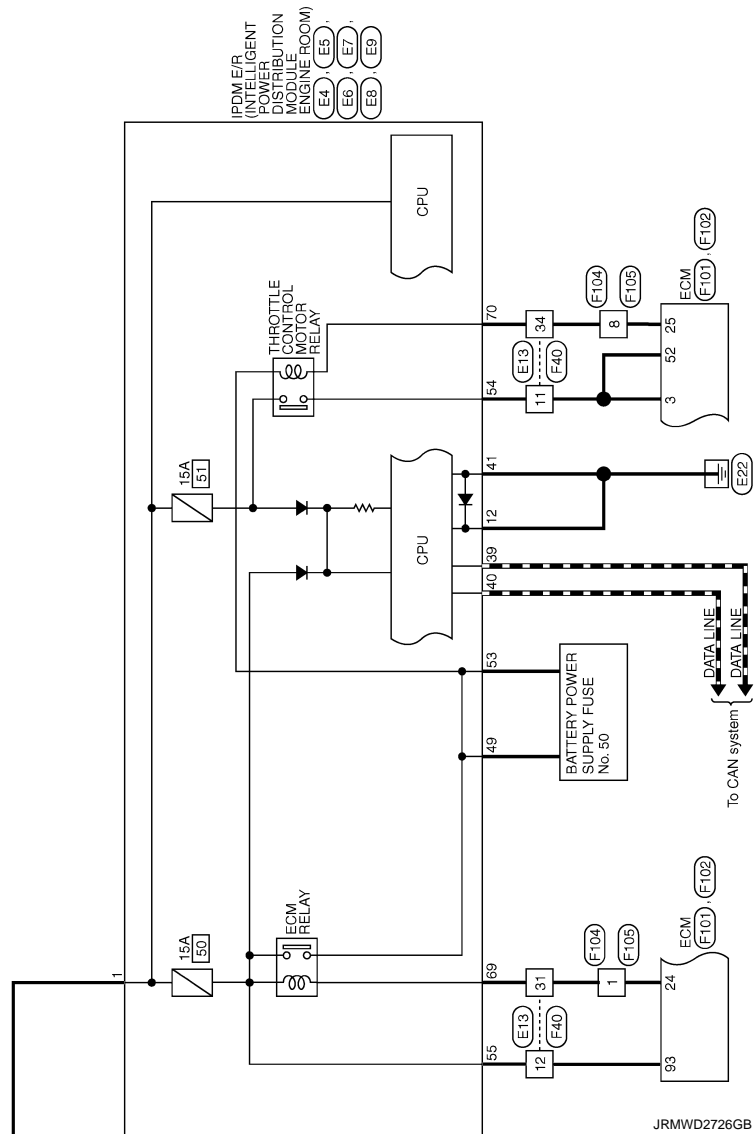 IPDM E/R
(INTELLIGENT
POWER
DISTRIBUTION
MODULE
ENGINE ROOM)
E4 , E5 ,
E6 , E7 ,
E8 , E9
1
15A
50
15A
51
ECM
RELAY
THROTTLE
CONTROL
MOTOR
RELAY
CPU
CPU
55
69
49
53
40
39
12
41
54
70
12
E13
F40
31
F104
F105
1
93
24
ECM
F101 , F102
BATTERY POWER
SUPPLY FUSE
No. 50
DATA LINE
DATA LINE
To CAN system
E22
11
E13
F40
34
F104
F105
8
3
52
25
ECM
F101 , F102
JRMWD2726GB